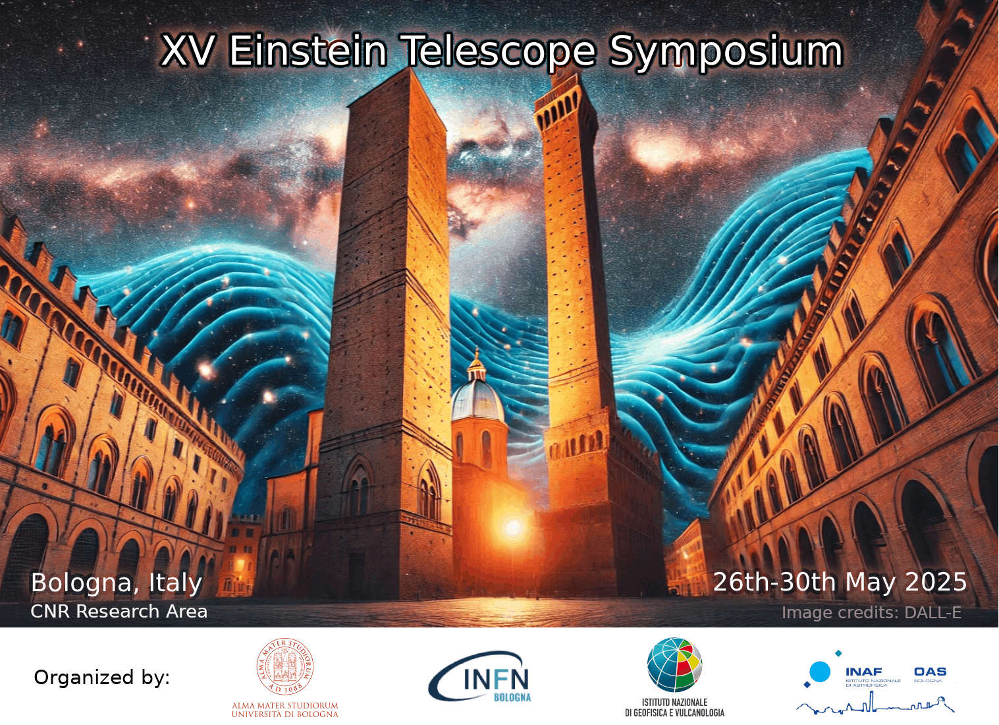 XV Einstein Telescope Symposium
Bologna, Italy
CNR Research Area
26th-30th May 2025
Image credits: DALL-E
Organized by:
ALMA MATER STUDIORUM
A.D. 1088
ALMA MATER STUDIORUM
UNIVERSITÀ DI BOLOGNA
INFN
BOLOGNA
ISTITUTO NAZIONALE
DI GEOFISICA E VULCANOLOGIA
INAF
ISTITUTO NAZIONALE
DI ASTROFISICA
OAS
BOLOGNA